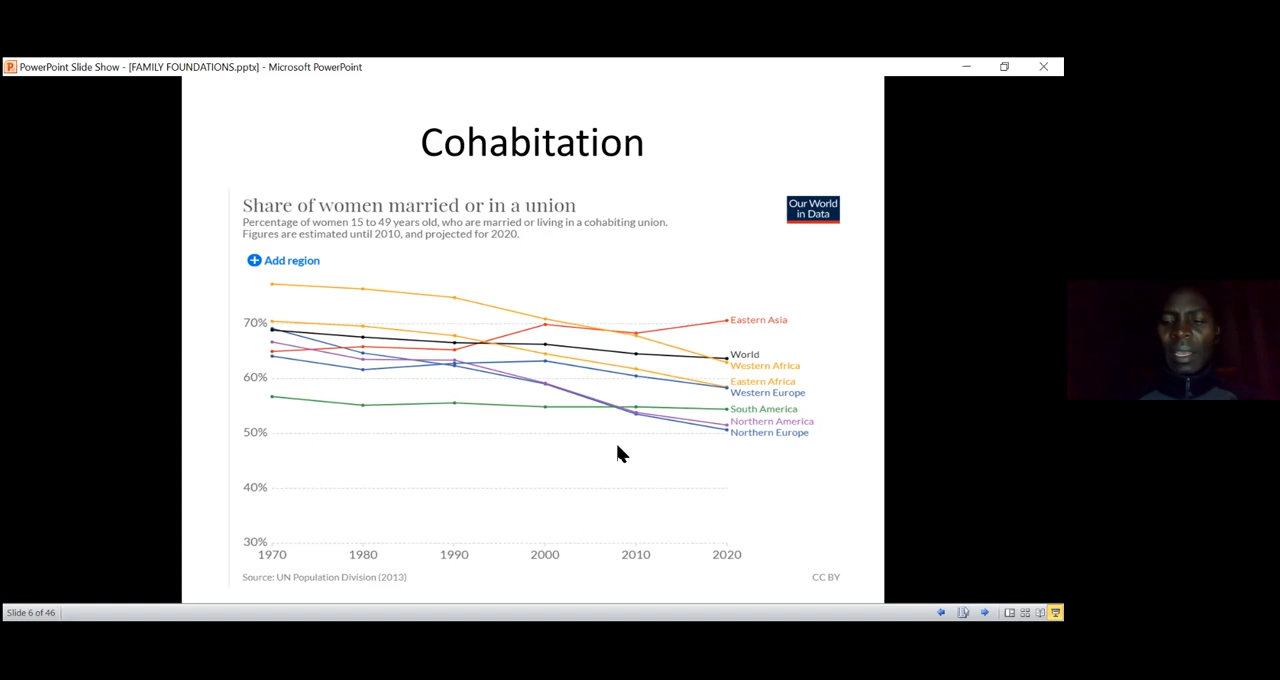 PowerPoint Slide Show - [FAMILY FOUNDATIONS.pptx] - Microsoft PowerPoint
Cohabitation
Share of women married or in a union
Percentage of women 15 to 49 years old, who are married or living in a cohabiting union.
Figures are estimated until 2010, and projected for 2020.
Our World
in Data
Add region
70%
60%
50%
40%
30%
Eastern Asia
World
Western Africa
Eastern Africa
Western Europe
South America
Northern America
Northern Europe
1970 1980 1990 2000 2010 2020
Source: UN Population Division (2013)
CC BY
Slide 6 of 46